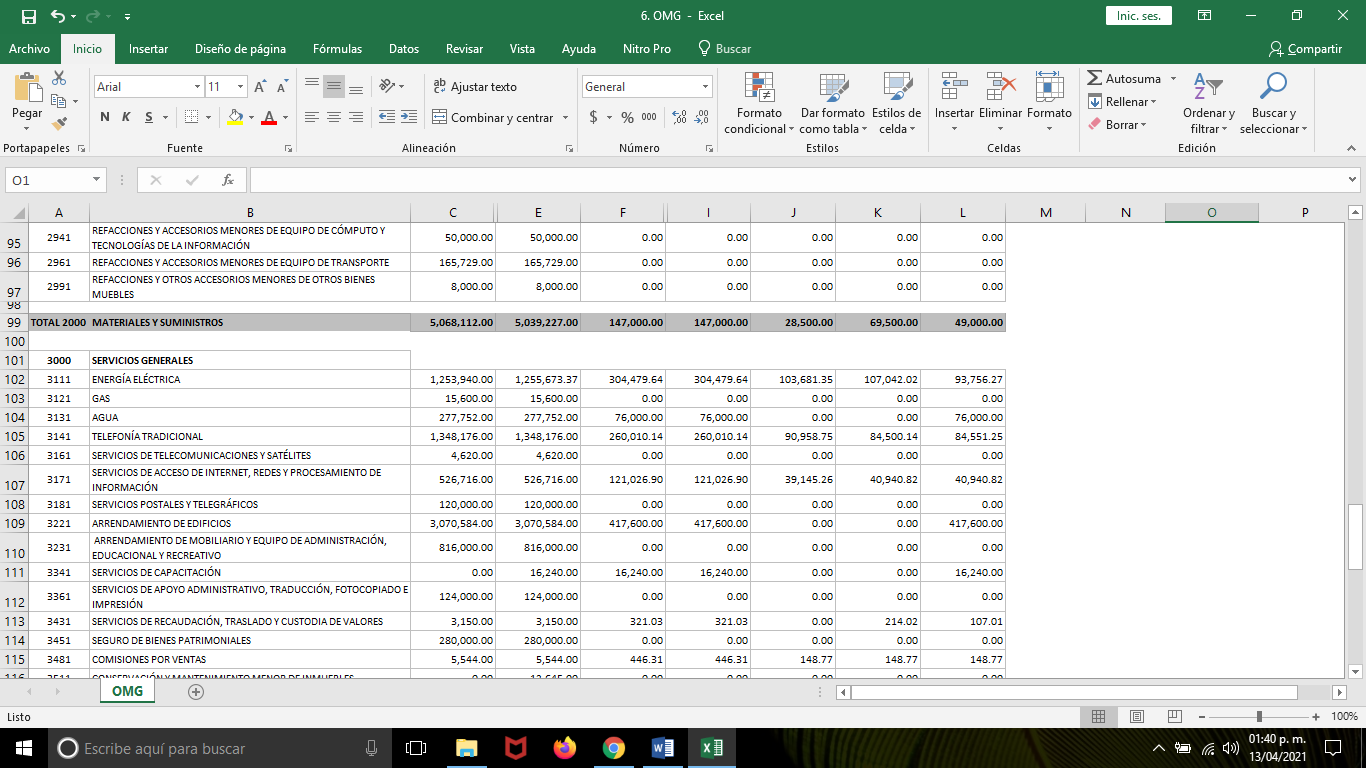 6. OMG - Excel
Inic. ses.
Archivo Inicio Insertar Diseño de página Fórmulas Datos Revisar Vista Ayuda Nitro Pro Buscar Compartir
Pegar
Portapapeles
Arial 11
N K S
Fuente
Ajustar texto
Combinar y centrar
Alineación
General
$ % 000
Número
Formato condicional
Dar formato como tabla
Estilos de celda
Estilos
Insertar Eliminar Formato
Celdas
Autosuma
Rellenar
Borrar
Ordenar y filtrar
Buscar y seleccionar
Edición
O1 fx
A B C E F I J K L M N O P
95 2941 REFACCIONES Y ACCESORIOS MENORES DE EQUIPO DE CÓMPUTO Y 50,000.00 50,000.00 0.00 0.00 0.00 0.00 0.00
TECNOLOGÍAS DE LA INFORMACIÓN
96 2961 REFACCIONES Y ACCESORIOS MENORES DE EQUIPO DE TRANSPORTE 165,729.00 165,729.00 0.00 0.00 0.00 0.00 0.00
97 2991 REFACCIONES Y OTROS ACCESORIOS MENORES DE OTROS BIENES 8,000.00 8,000.00 0.00 0.00 0.00 0.00 0.00
MUEBLES
98
99 TOTAL 2000 MATERIALES Y SUMINISTROS 5,068,112.00 5,039,227.00 147,000.00 147,000.00 28,500.00 69,500.00 49,000.00
100
101 3000 SERVICIOS GENERALES
102 3111 ENERGÍA ELÉCTRICA 1,253,940.00 1,255,673.37 304,479.64 304,479.64 103,681.35 107,042.02 93,756.27
103 3121 GAS 15,600.00 15,600.00 0.00 0.00 0.00 0.00 0.00
104 3131 AGUA 277,752.00 277,752.00 76,000.00 76,000.00 0.00 0.00 76,000.00
105 3141 TELEFONÍA TRADICIONAL 1,348,176.00 1,348,176.00 260,010.14 260,010.14 90,958.75 84,500.14 84,551.25
106 3161 SERVICIOS DE TELECOMUNICACIONES Y SATÉLITES 4,620.00 4,620.00 0.00 0.00 0.00 0.00 0.00
107 3171 SERVICIOS DE ACCESO DE INTERNET, REDES Y PROCESAMIENTO DE 526,716.00 526,716.00 121,026.90 121,026.90 39,145.26 40,940.82 40,940.82
INFORMACIÓN
108 3181 SERVICIOS POSTALES Y TELEGRÁFICOS 120,000.00 120,000.00 0.00 0.00 0.00 0.00 0.00
109 3221 ARRENDAMIENTO DE EDIFICIOS 3,070,584.00 3,070,584.00 417,600.00 417,600.00 0.00 0.00 417,600.00
110 3231 ARRENDAMIENTO DE MOBILIARIO Y EQUIPO DE ADMINISTRACIÓN, 816,000.00 816,000.00 0.00 0.00 0.00 0.00 0.00
EDUCACIONAL Y RECREATIVO
111 3341 SERVICIOS DE CAPACITACIÓN 0.00 16,240.00 16,240.00 16,240.00 0.00 0.00 16,240.00
112 3361 SERVICIOS DE APOYO ADMINISTRATIVO, TRADUCCIÓN, FOTOCOPIADO E 124,000.00 124,000.00 0.00 0.00 0.00 0.00 0.00
IMPRESIÓN
113 3431 SERVICIOS DE RECAUDACIÓN, TRASLADO Y CUSTODIA DE VALORES 3,150.00 3,150.00 321.03 321.03 0.00 214.02 107.01
114 3451 SEGURO DE BIENES PATRIMONIALES 280,000.00 280,000.00 0.00 0.00 0.00 0.00 0.00
115 3481 COMISIONES POR VENTAS 5,544.00 5,544.00 446.31 446.31 148.77 148.77 148.77
116 3511 CONSERVACIÓN Y MANTENIMIENTO MENOR DE INMUEBLES 0.00 12,645.00 0.00 0.00 0.00 0.00 0.00
OMG
Listo 100%
Escribe aquí para buscar
01:40 p. m.
13/04/2021